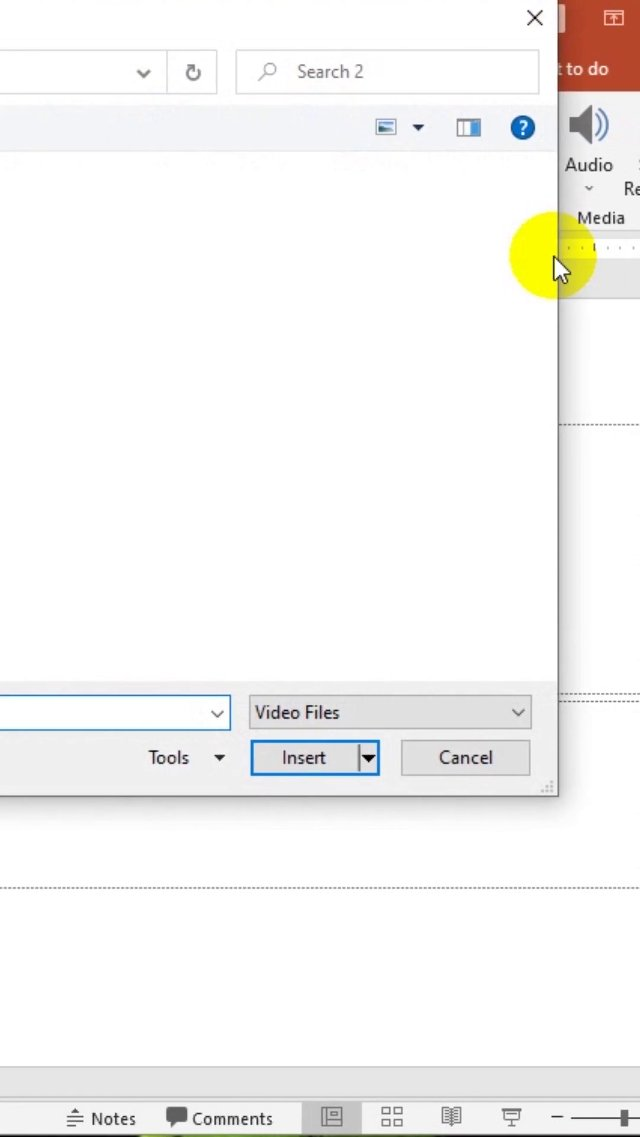 Search 2
t to do
?
Audio
Re
Media
Video Files
Tools
Insert
Cancel
Notes
Comments